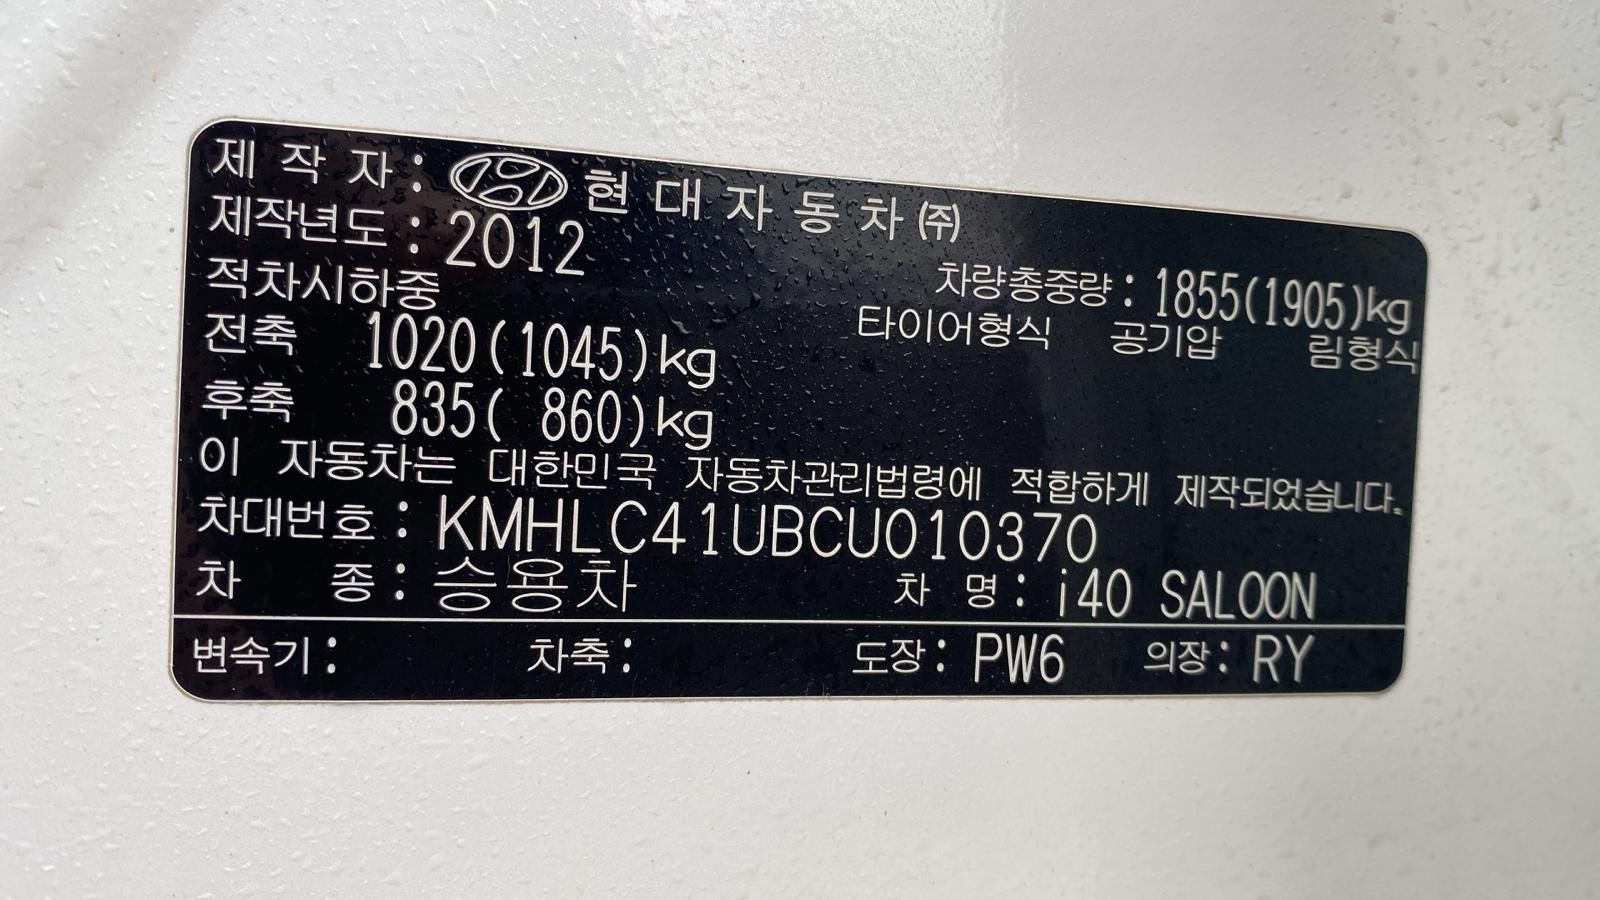 제 작 자 : 현 대 자 동 차 ㈜
제작년도 : 2012
적차시하중 차량총중량 : 1855(1905)kg
전축 1020(1045)kg 타이어형식 공기압 림형식
후축 835( 860)kg
이 자동차는 대한민국 자동차관리법령에 적합하게 제작되었습니다.
차대번호 : KMHLC41UBCU010370
차 종 : 승용차 차 명 : i40 SALOON
변속기 : 차축 : 도장 : PW6 의장 : RY